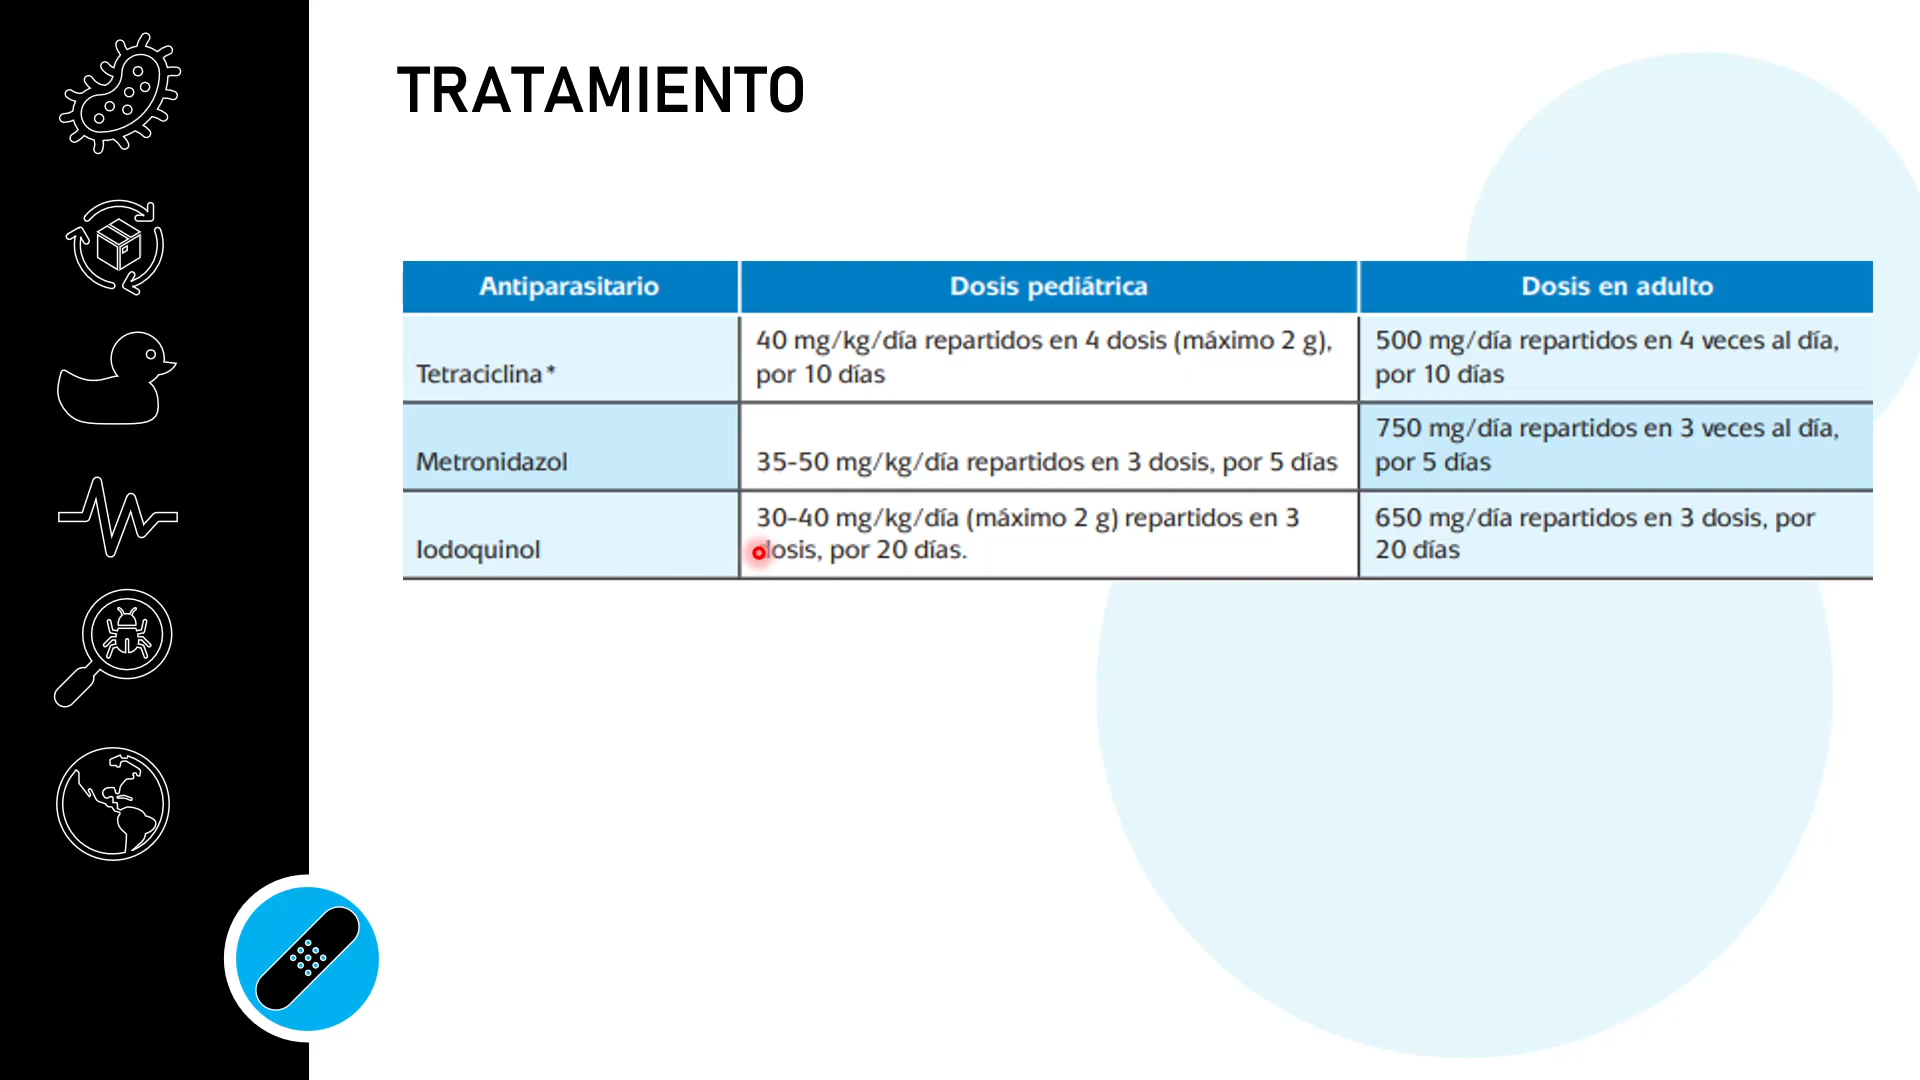 TRATAMIENTO
Antiparasitario Dosis pediátrica Dosis en adulto
Tetraciclina*
40 mg/kg/día repartidos en 4 dosis (máximo 2 g),
por 10 días
500 mg/día repartidos en 4 veces al día,
por 10 días
Metronidazol
35-50 mg/kg/día repartidos en 3 dosis, por 5 días
750 mg/día repartidos en 3 veces al día,
por 5 días
Iodoquinol
30-40 mg/kg/día (máximo 2 g) repartidos en 3
dosis, por 20 días.
650 mg/día repartidos en 3 dosis, por
20 días